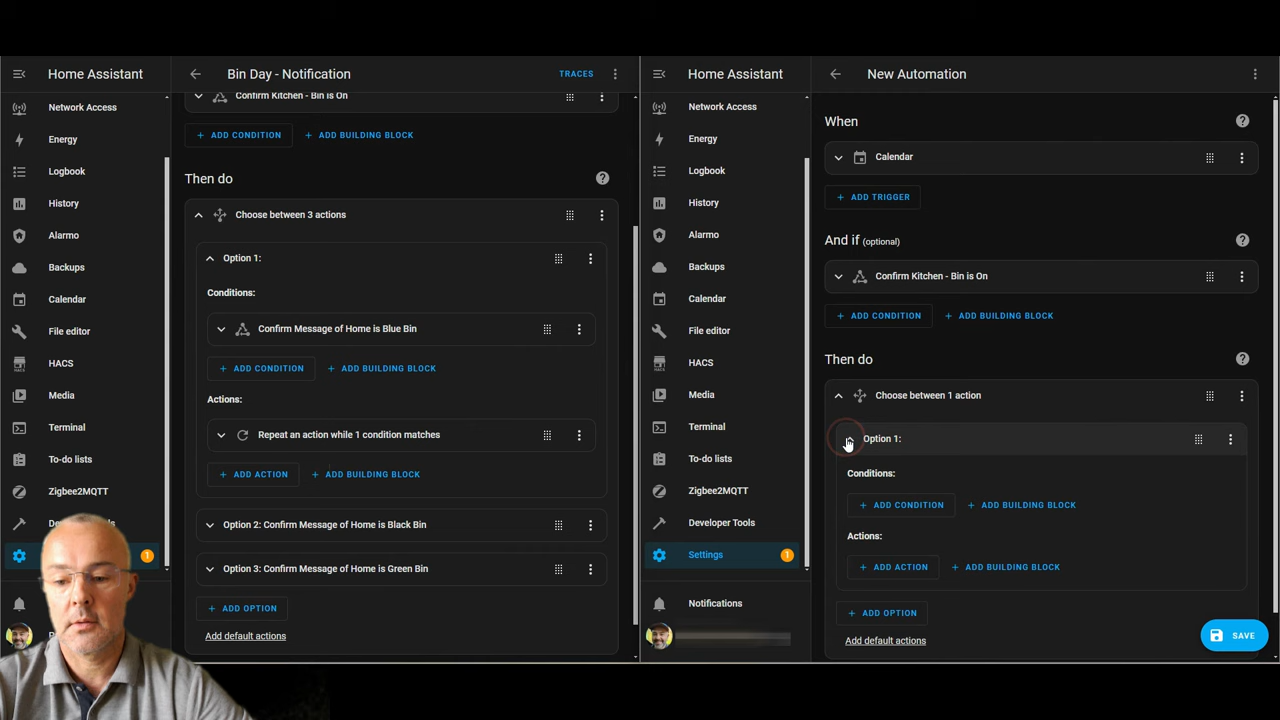 Home Assistant
Network Access
Energy
Logbook
History
Alarmo
Backups
Calendar
File editor
HACS
Media
Terminal
To-do lists
Zigbee2MQTT
1
Bin Day - Notification
TRACES
Confirm Kitchen - Bin is On
+ ADD CONDITION
+ ADD BUILDING BLOCK
Then do
Choose between 3 actions
Option 1:
Conditions:
Confirm Message of Home is Blue Bin
+ ADD CONDITION
+ ADD BUILDING BLOCK
Actions:
Repeat an action while 1 condition matches
+ ADD ACTION
+ ADD BUILDING BLOCK
Option 2: Confirm Message of Home is Black Bin
Option 3: Confirm Message of Home is Green Bin
+ ADD OPTION
Add default actions
Home Assistant
Network Access
Energy
Logbook
History
Alarmo
Backups
Calendar
File editor
HACS
Media
Terminal
To-do lists
Zigbee2MQTT
Developer Tools
Settings
1
Notifications
New Automation
When
Calendar
+ ADD TRIGGER
And if (optional)
Confirm Kitchen - Bin is On
+ ADD CONDITION
+ ADD BUILDING BLOCK
Then do
Choose between 1 action
Option 1:
Conditions:
+ ADD CONDITION
+ ADD BUILDING BLOCK
Actions:
+ ADD ACTION
+ ADD BUILDING BLOCK
+ ADD OPTION
Add default actions
SAVE